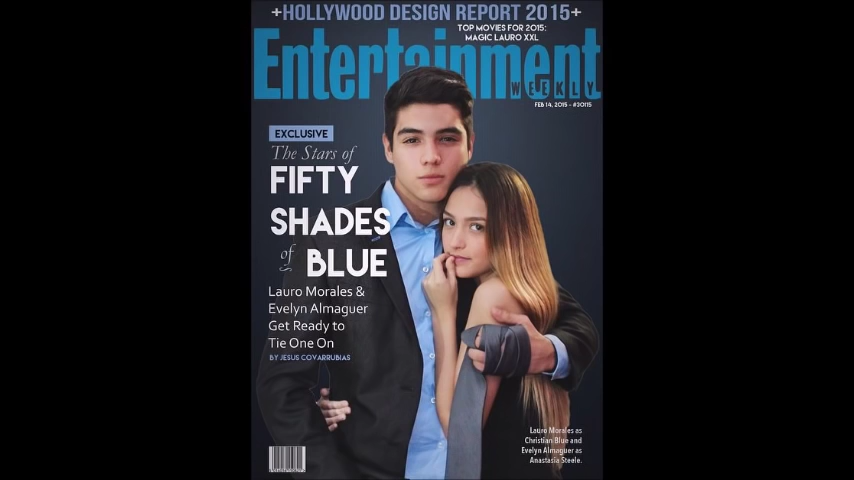 +HOLLYWOOD DESIGN REPORT 2015+
TOP MOVIES FOR 2015:
MAGIC LAURO XXL
Entertainment
WEEKLY
FEB 14, 2015 - #30115
EXCLUSIVE
The Stars of
FIFTY
SHADES
of BLUE
Lauro Morales &
Evelyn Almaguer
Get Ready to
Tie One On
BY JESUS COVARRUBIAS
Lauro Morales as
Christian Blue and
Evelyn Almaguer as
Anastasia Steele.